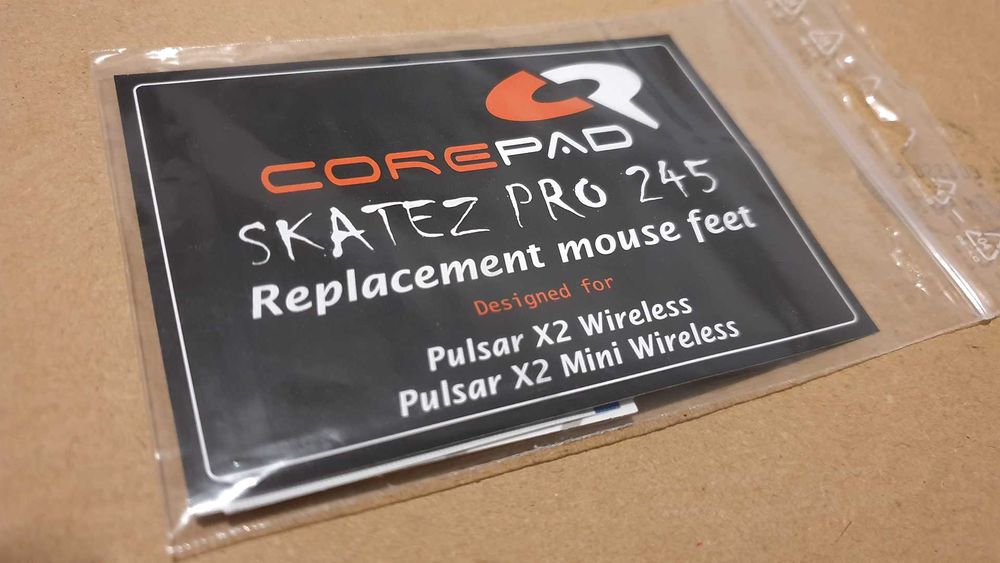 COREPAD
SKATEZ PRO 245
Replacement mouse feet
Designed for
Pulsar X2 Wireless
Pulsar X2 Mini Wireless